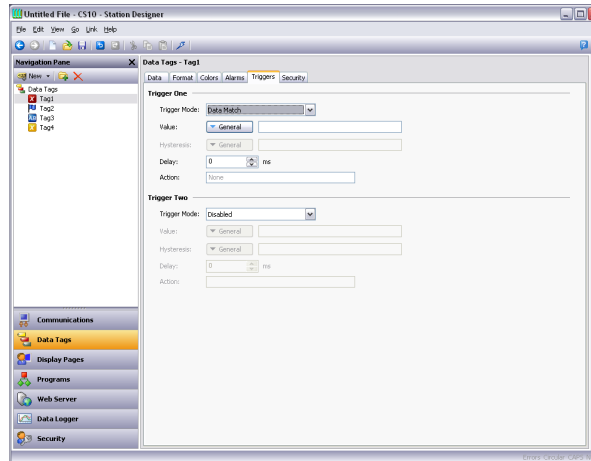 Untitled File - CS10 - Station Designer
File Edit View Go Link Help
Navigation Pane X
New
Data Tags
Tag1
Tag2
Tag3
Tag4
Communications
Data Tags
Display Pages
Programs
Web Server
Data Logger
Security
Data Tags - Tag1
Data Format Colors Alarms Triggers Security
Trigger One
Trigger Mode: Data Match
Value: General
Hysteresis: General
Delay: 0 ms
Action: None
Trigger Two
Trigger Mode: Disabled
Value: General
Hysteresis: General
Delay: 0 ms
Action:
Errors Circular CAPS